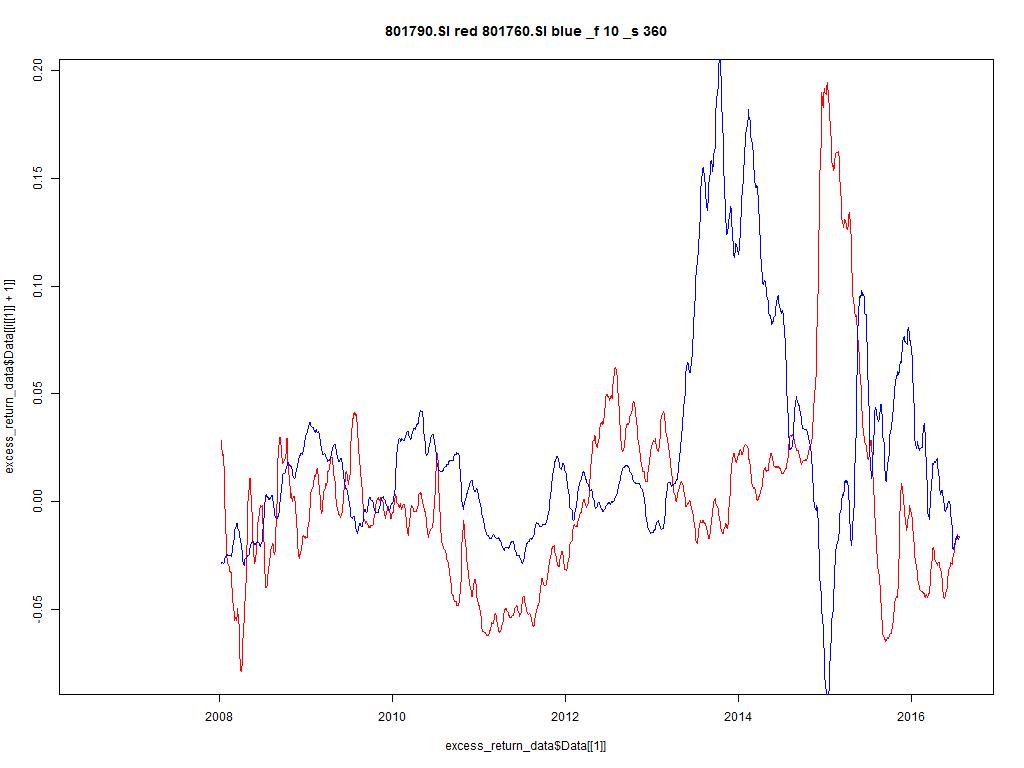 801790.SI red 801760.SI blue _f 10 _s 360
excess_return_data$Data[[i[[1]] + 1]]
0.20
0.15
0.10
0.05
0.00
-0.05
2008 2010 2012 2014 2016
excess_return_data$Data[[1]]